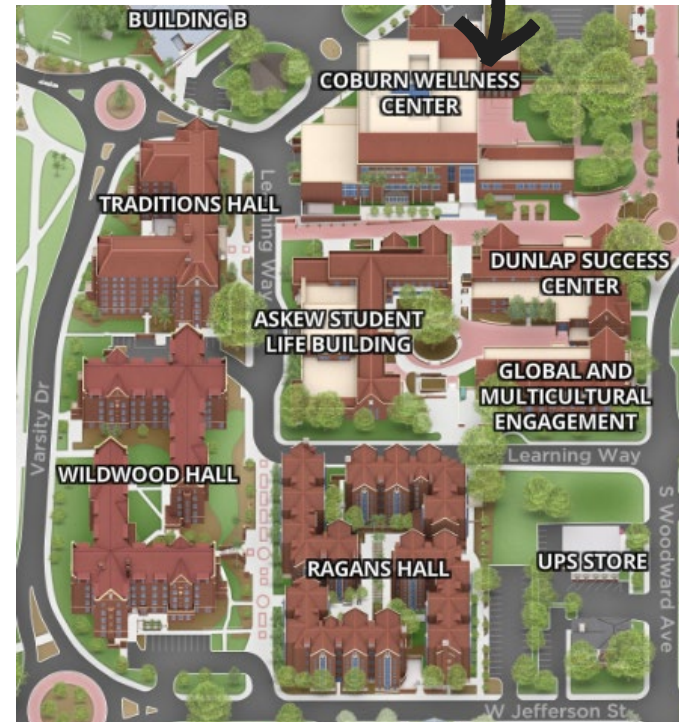 BUILDING B
COBURN WELLNESS
CENTER
TRADITIONS HALL
Learning Way
DUNLAP SUCCESS
CENTER
ASKEW STUDENT
LIFE BUILDING
GLOBAL AND
MULTICULTURAL
ENGAGEMENT
Varsity Dr
Learning Way
WILDWOOD HALL
S Woodward Ave
RAGANS HALL
UPS STORE
W Jefferson St